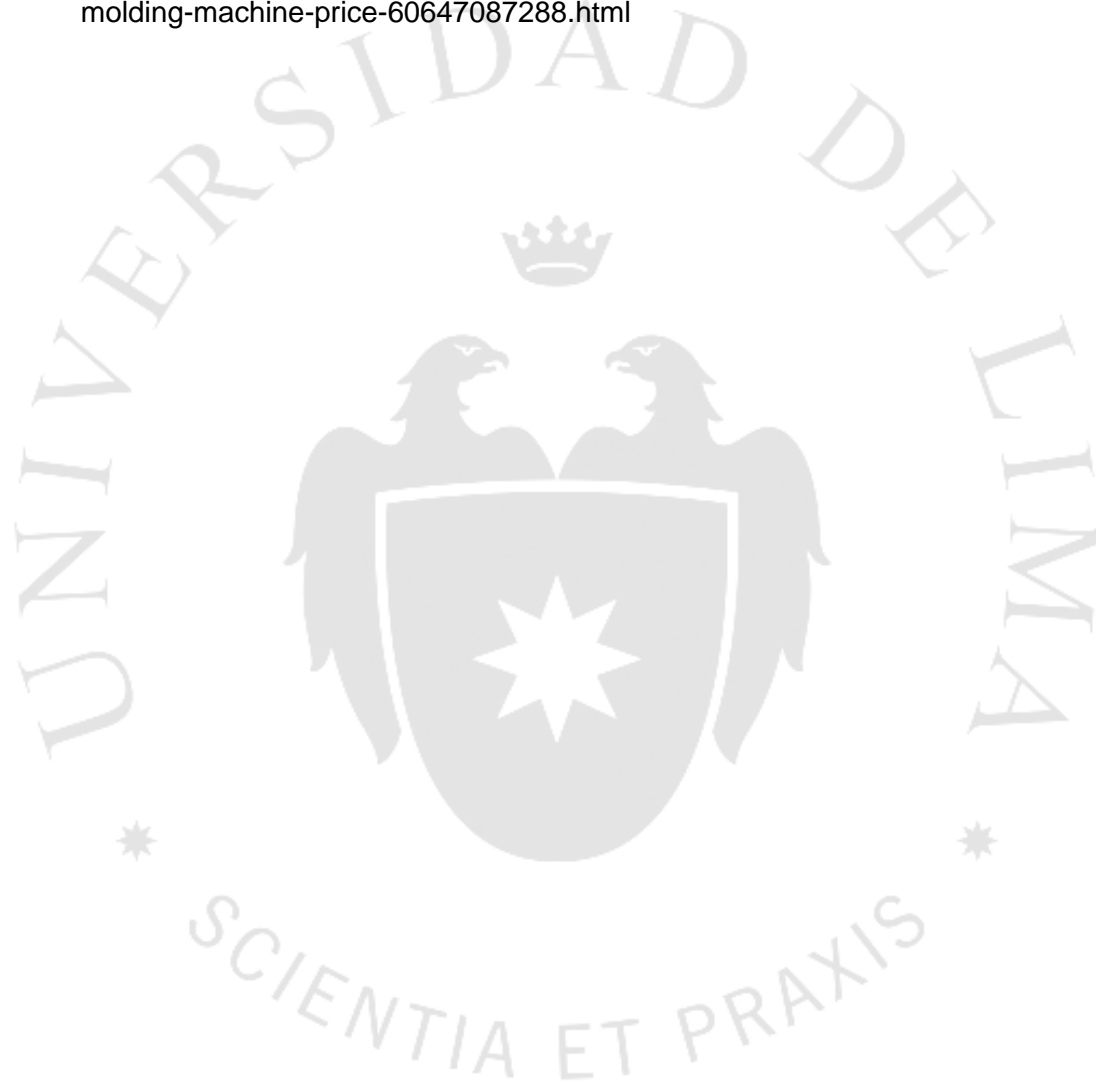 molding-machine-price-60647087288.html
UNIVERSIDAD DE LIMA
SCIENTIA ET PRAXIS